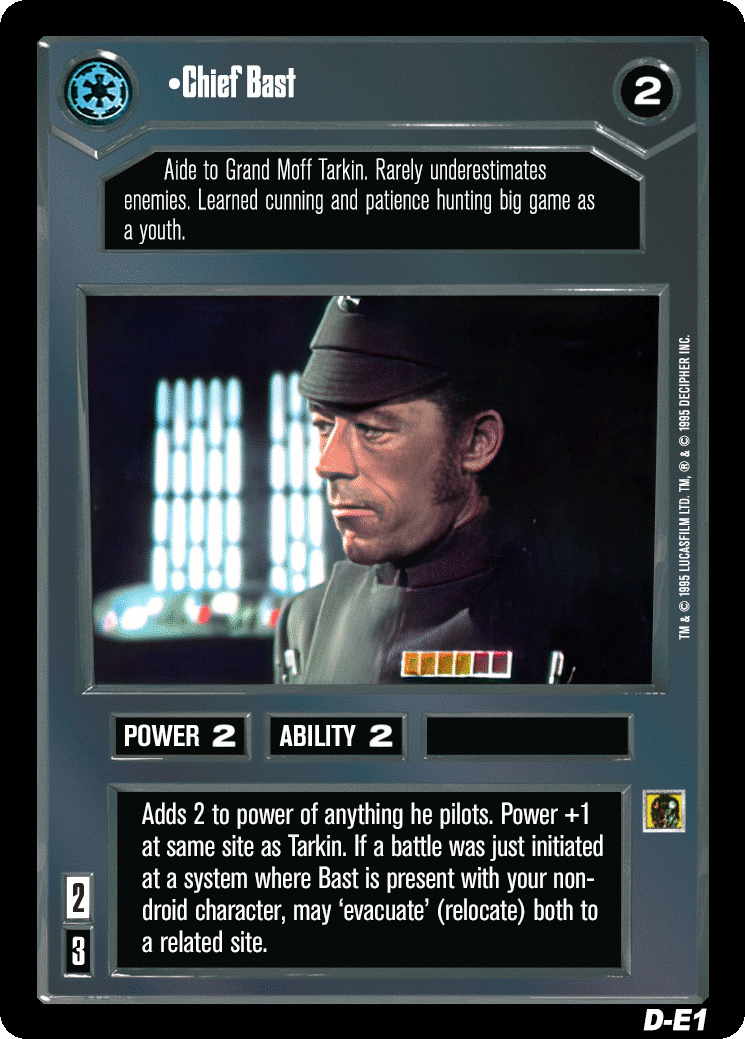 •Chief Bast
2
Aide to Grand Moff Tarkin. Rarely underestimates
enemies. Learned cunning and patience hunting big game as
a youth.
TM & © 1995 LUCASFILM LTD. TM, ® & © 1995 DECIPHER INC.
POWER 2
ABILITY 2
Adds 2 to power of anything he pilots. Power +1
at same site as Tarkin. If a battle was just initiated
at a system where Bast is present with your non-
droid character, may ‘evacuate’ (relocate) both to
a related site.
2
3
D-E1